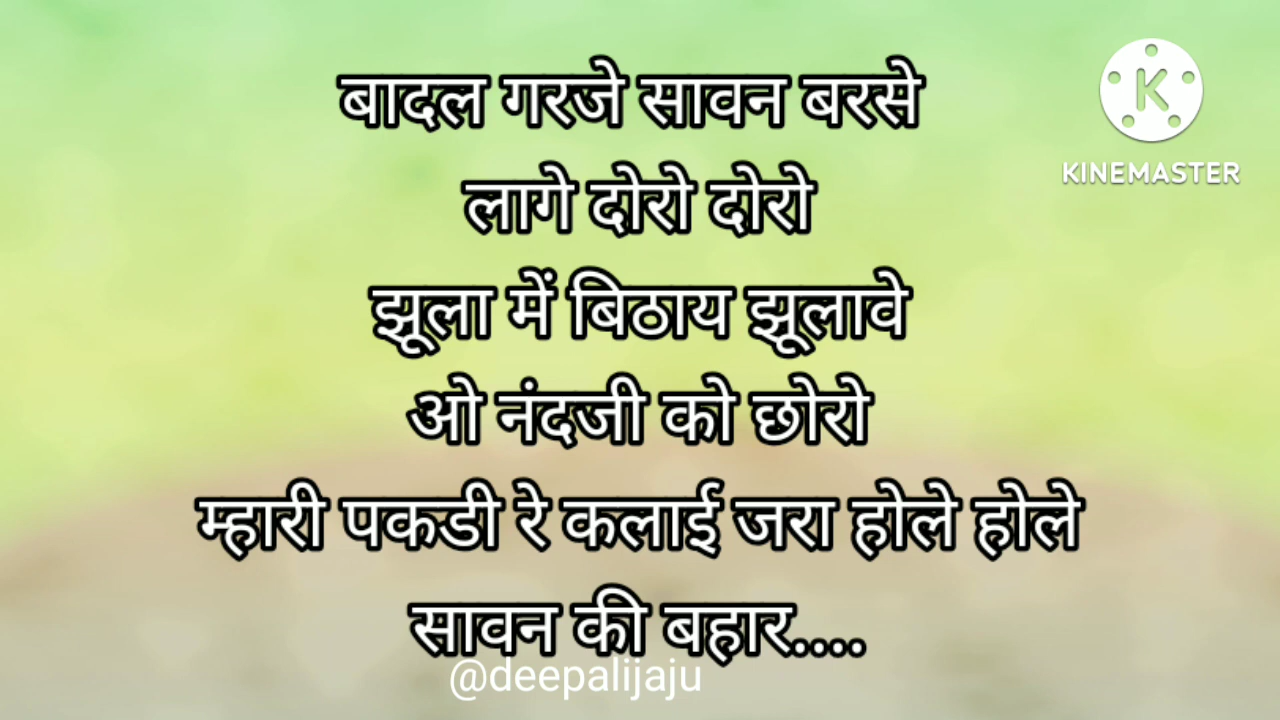 बादल गरजे सावन बरसे
लागे दोरो दोरो
झूला में बिठाय झूलावे
ओ नंदजी को छोरो
म्हारी पकडी रे कलाई जरा होले होले
सावन की बहार....
@deepalijaju
K
KINEMASTER